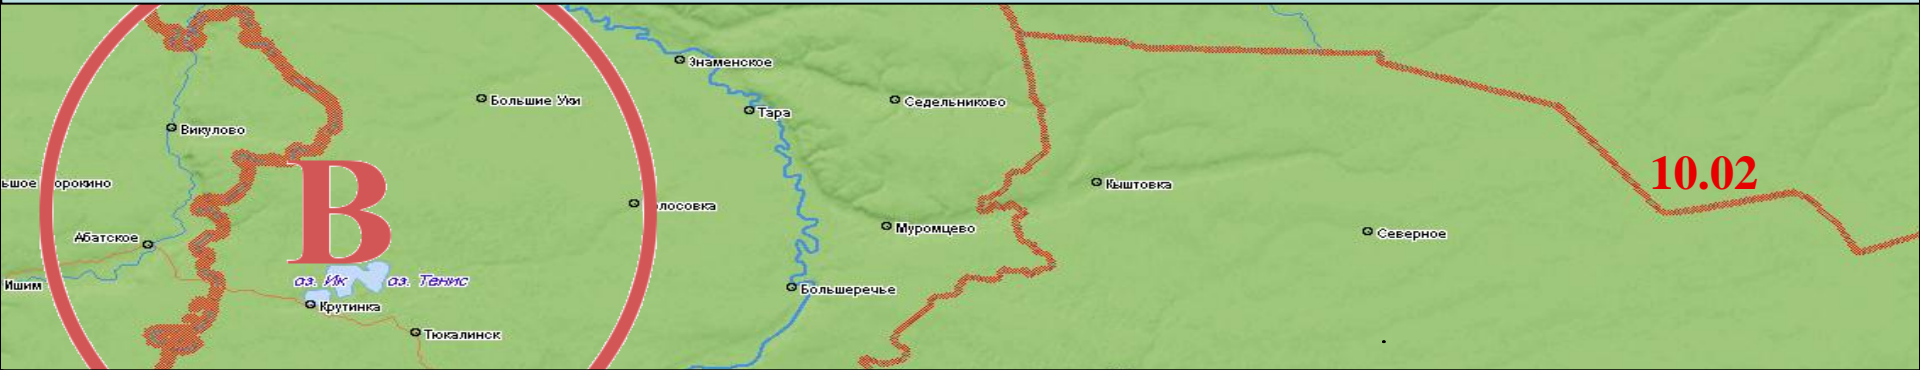 Знаменское
Большие Уки
Седельниково
Тара
Викулово
10.02
В
Кыштовка
лосовка
Муромцево
Северное
Абатское
оз. Ик
оз. Тенис
Ишим
Большеречье
Крутинка
Тюкалинск